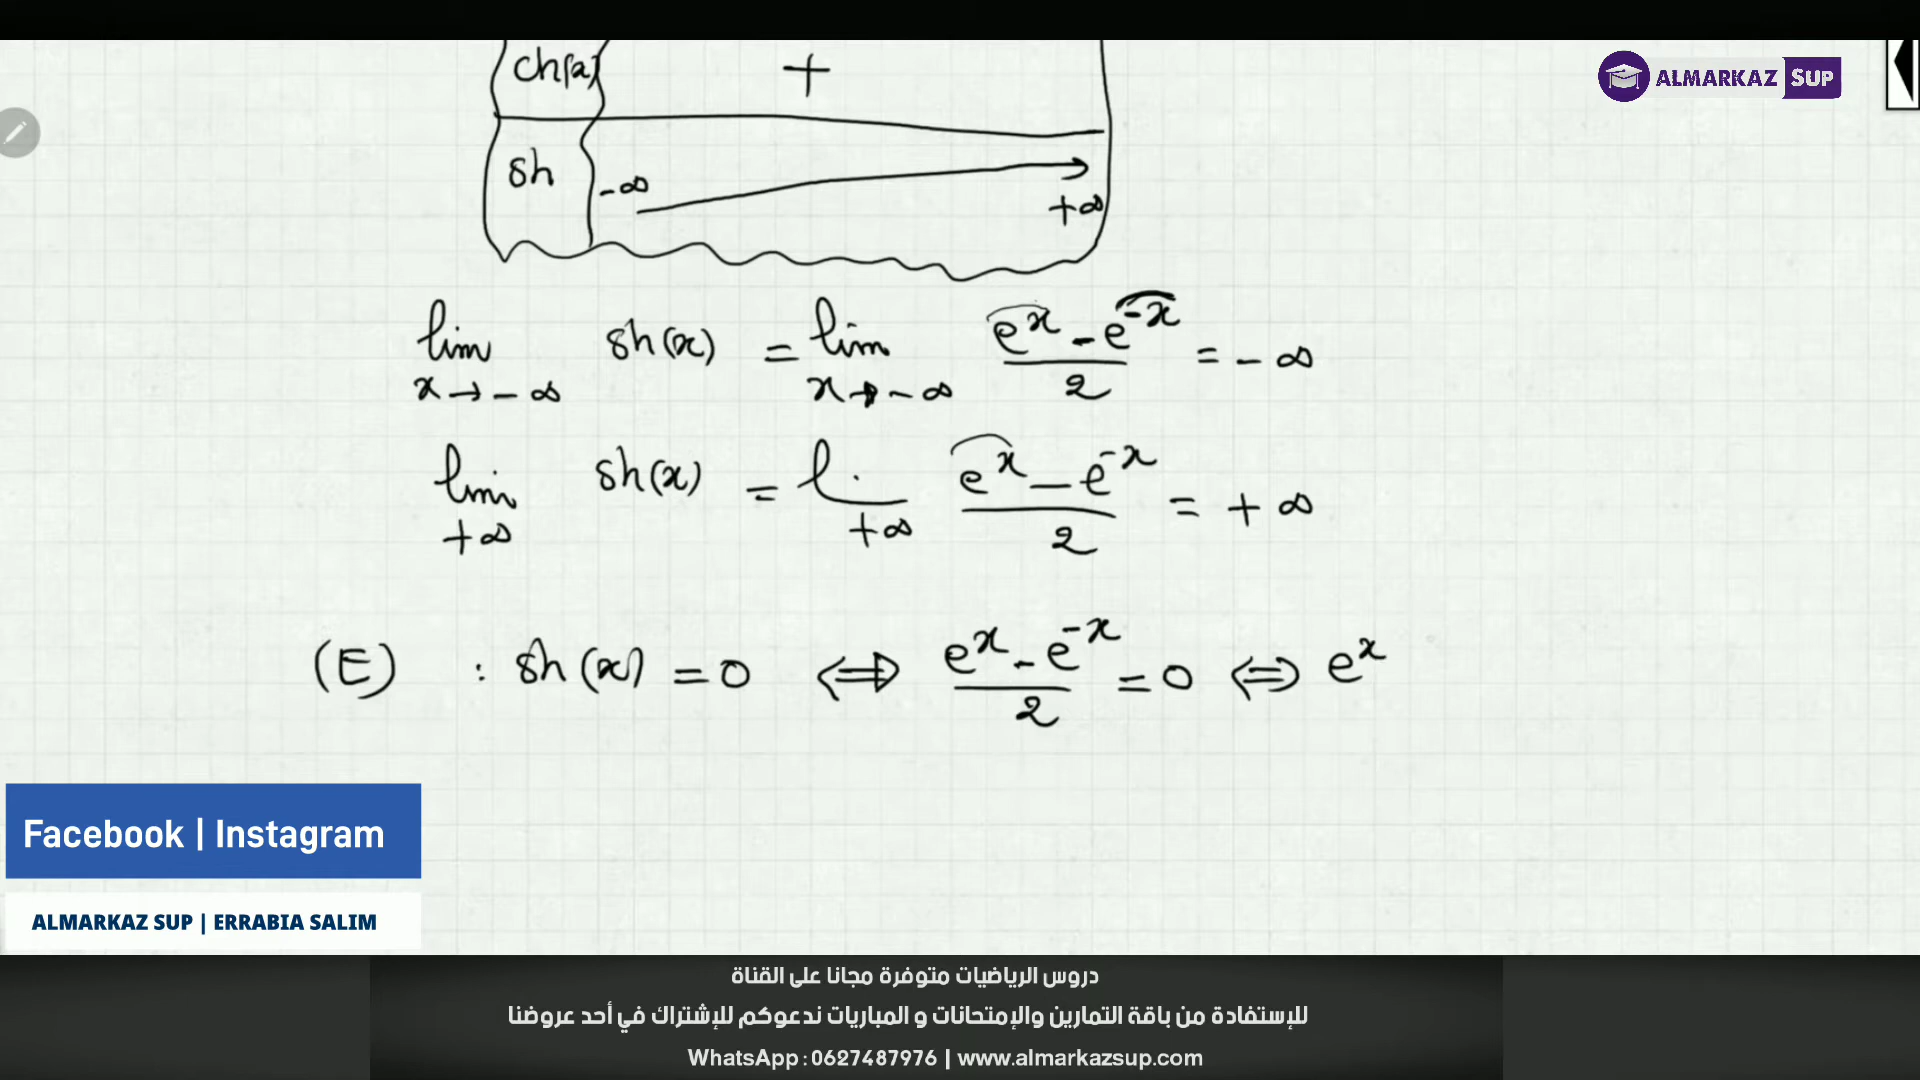 ch(x) +
ALMARKAZ SUP
sh -∞ +∞
lim x→-∞ sh(x) = lim x→-∞ (e^x - e^-x)/2 = -∞
lim +∞ sh(x) = l +∞ (e^x - e^-x)/2 = +∞
(E) : sh(x) = 0 ⇔ (e^x - e^-x)/2 = 0 ⇔ e^x
Facebook | Instagram
ALMARKAZ SUP | ERRABIA SALIM
دروس الرياضيات متوفرة مجانا على القناة
للإستفادة من باقة التمارين والإمتحانات و المباريات ندعوكم للإشتراك في أحد عروضنا
WhatsApp : 0627487976 | www.almarkazsup.com